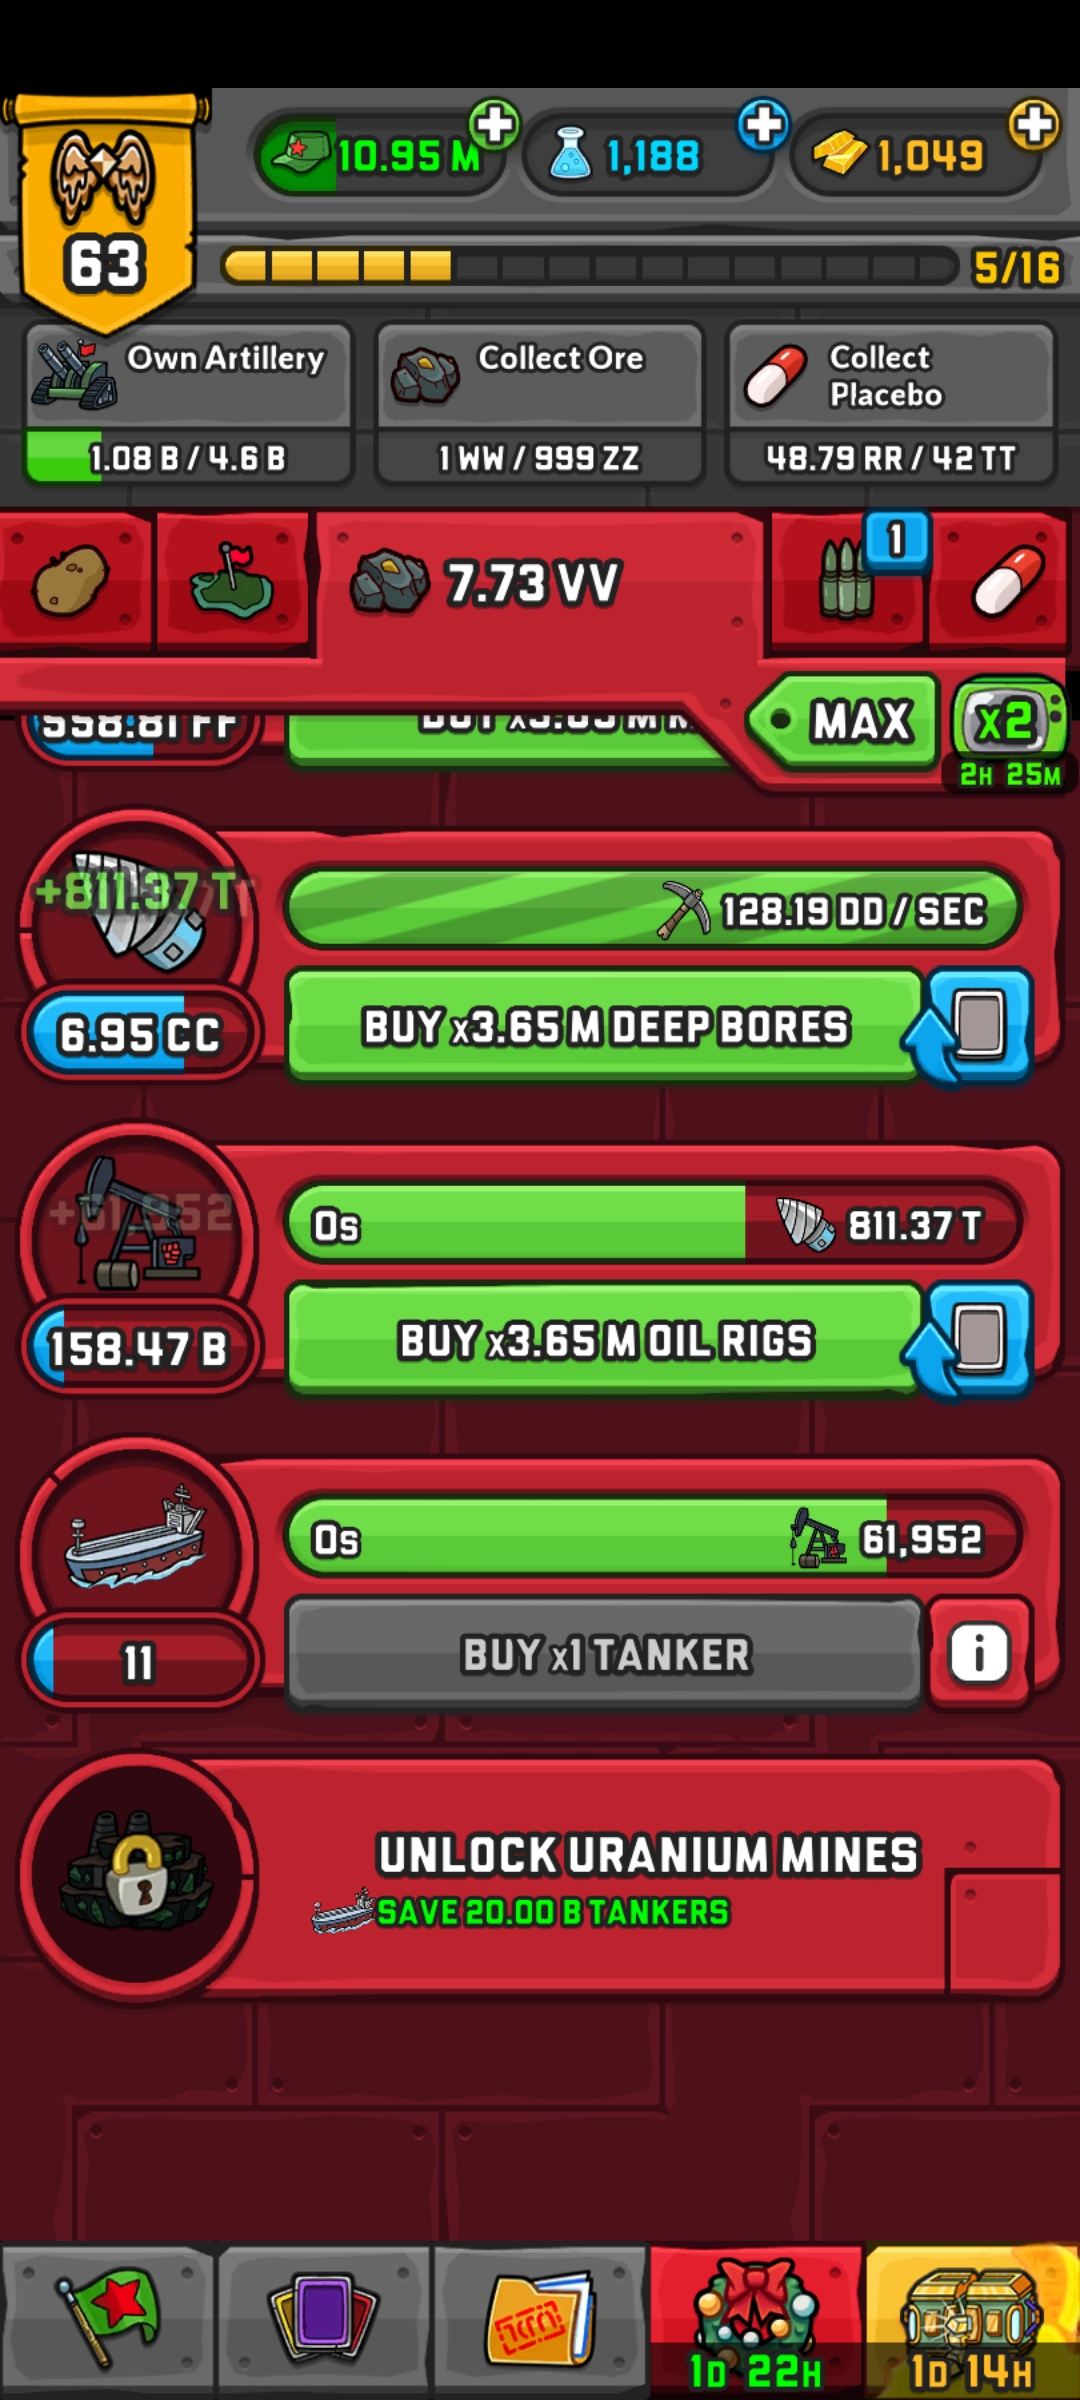 10.95 M
1,188
1,049
63
5/16
Own Artillery
1.08 B / 4.6 B
Collect Ore
1 WW / 999 ZZ
Collect
Placebo
48.79 RR / 42 TT
7.73 VV
1
MAX
x2
2H 25M
558.81 FF
+811.37 T
128.19 DD / SEC
6.95 CC
BUY x3.65 M DEEP BORES
+61,952
0s
811.37 T
158.47 B
BUY x3.65 M OIL RIGS
0s
61,952
11
BUY x1 TANKER
i
UNLOCK URANIUM MINES
SAVE 20.00 B TANKERS
1D 22H
1D 14H